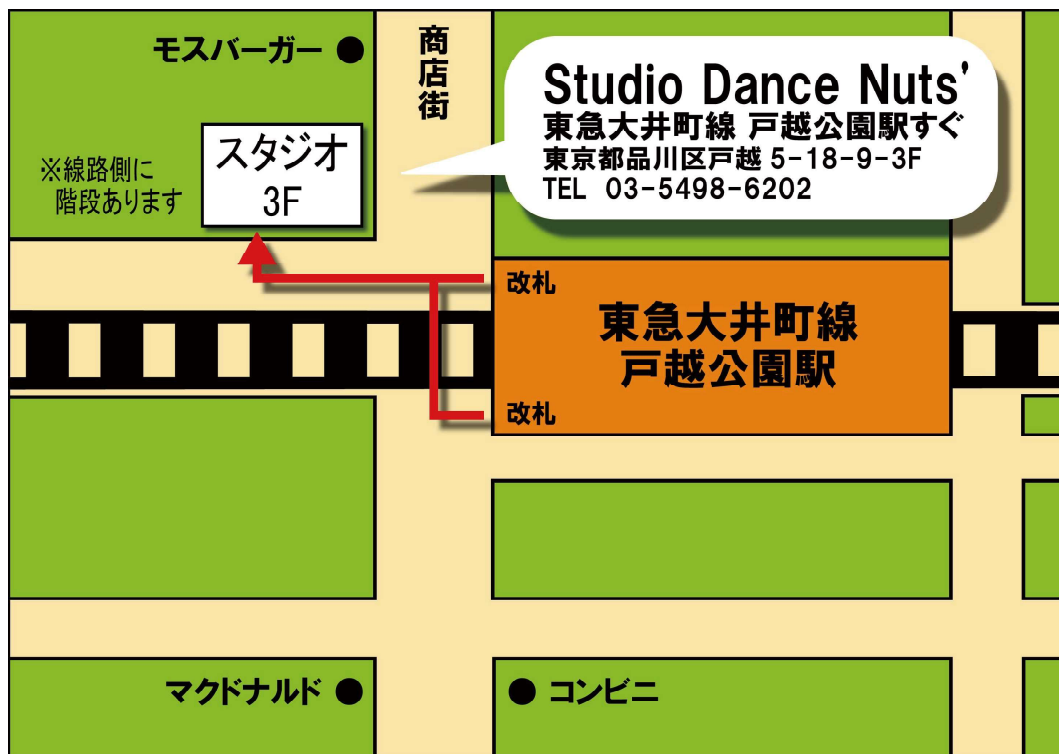 モスバーガー
商店街
Studio Dance Nuts'
東急大井町線 戸越公園駅すぐ
東京都品川区戸越 5-18-9-3F
TEL 03-5498-6202
※線路側に
階段あります
スタジオ
3F
改札
東急大井町線
戸越公園駅
改札
マクドナルド
コンビニ